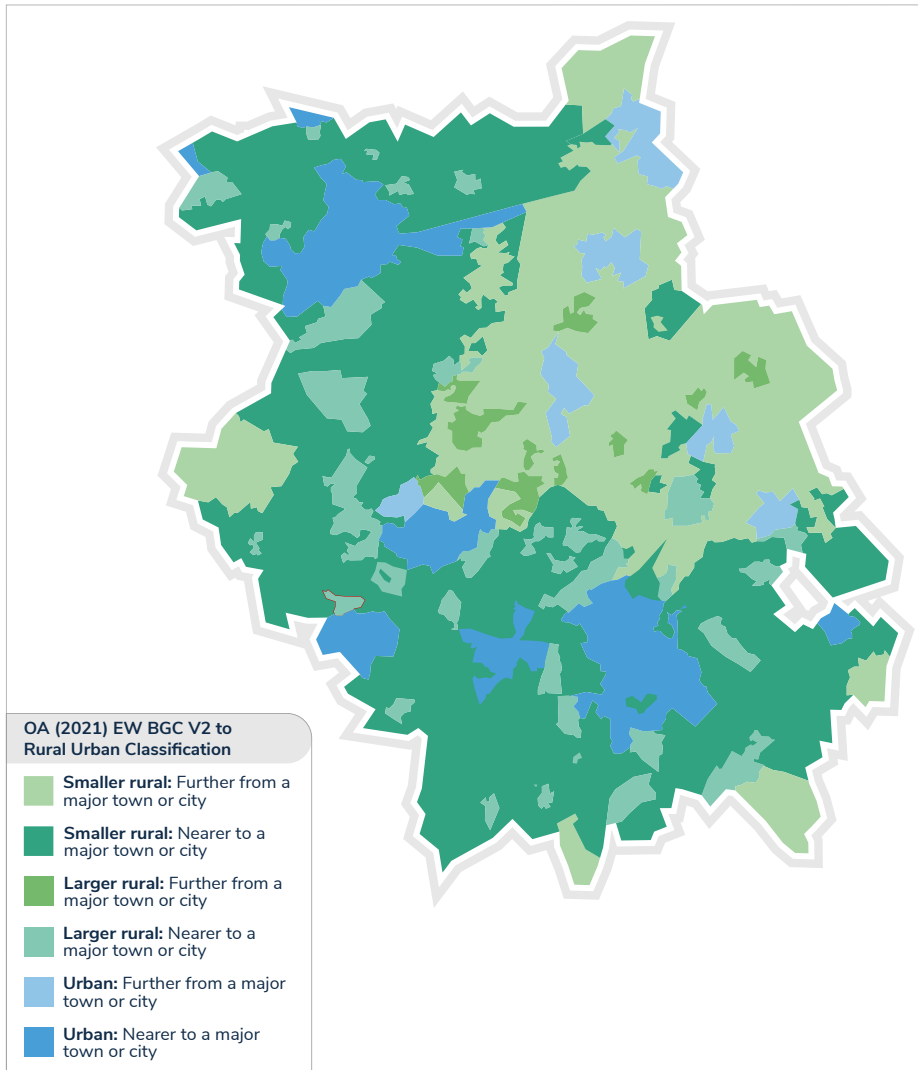 OA (2021) EW BGC V2 to
Rural Urban Classification
Smaller rural: Further from a
major town or city
Smaller rural: Nearer to a
major town or city
Larger rural: Further from a
major town or city
Larger rural: Nearer to a
major town or city
Urban: Further from a major
town or city
Urban: Nearer to a major
town or city